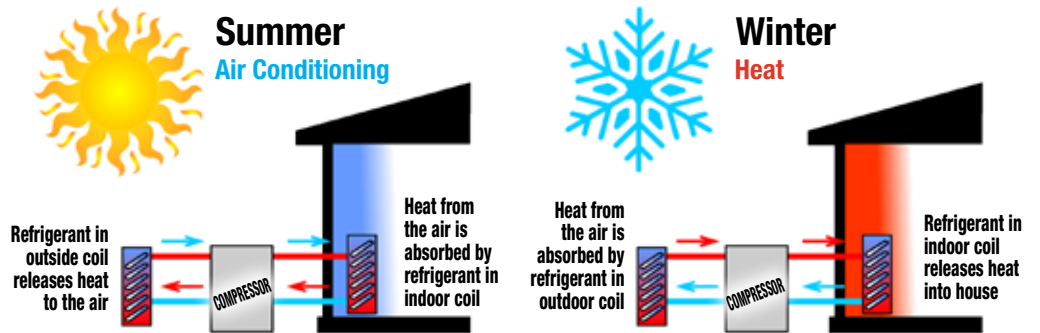 Summer
Air Conditioning
Refrigerant in
outside coil
releases heat
to the air
COMPRESSOR
Heat from
the air is
absorbed by
refrigerant in
indoor coil
Winter
Heat
Heat from
the air is
absorbed by
refrigerant in
outdoor coil
COMPRESSOR
Refrigerant in
indoor coil
releases heat
into house